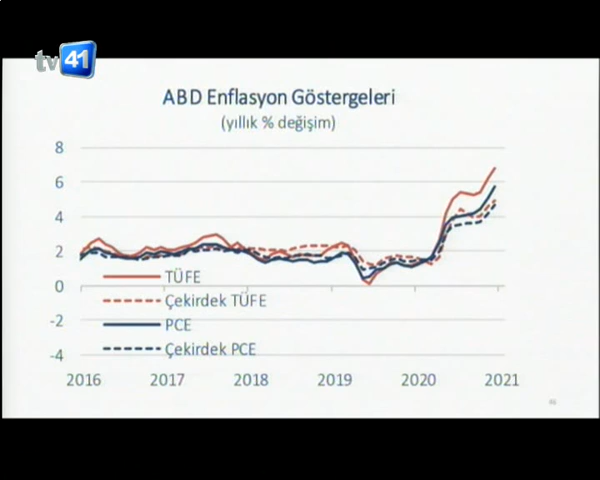 tv41
ABD Enflasyon Göstergeleri
(yıllık % değişim)
8
6
4
2
0
-2
-4
TÜFE
Çekirdek TÜFE
PCE
Çekirdek PCE
2016 2017 2018 2019 2020 2021